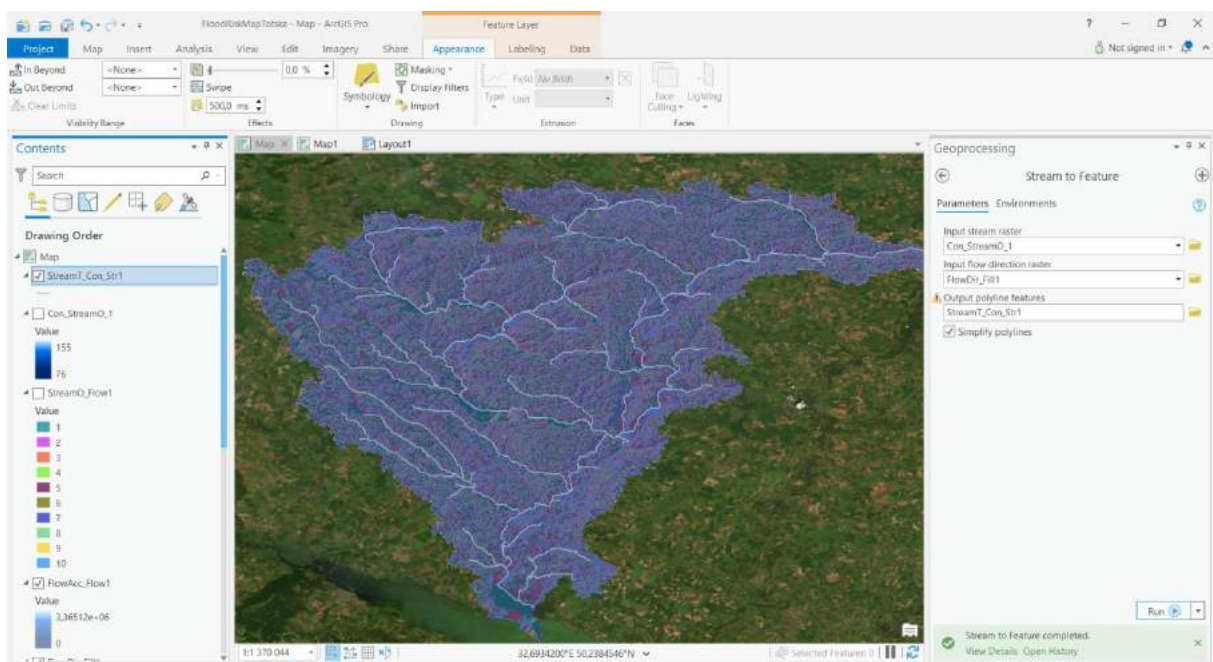 FloodRiskMapTotska - Map - ArcGIS Pro
Feature Layer
?
Project Map Insert Analysis View Edit Imagery Share Appearance Labeling Data
Not signed in
In Beyond <None>
Out Beyond <None>
Clear Limits
Visibility Range
0,0 %
Swipe
500,0 ms
Effects
Symbology
Masking
Display Filters
Import
Drawing
Type
Field
Unit
Extrusion
Face Culling
Lighting
Faces
Contents
Search
Drawing Order
Map
StreamT_Con_Str1
Con_StreamO_1
Value
155
76
StreamO_Flow1
Value
1
2
3
4
5
6
7
8
9
10
FlowAcc_Flow1
Value
3,36512e+06
0
Map Map1 Layout1
1:1 370 044
32,6934200°E 50,2384546°N
Selected Features: 0
Geoprocessing
Stream to Feature
Parameters Environments
Input stream raster
Con_StreamO_1
Input flow direction raster
FlowDir_Fill1
Output polyline features
StreamT_Con_Str1
Simplify polylines
Run
Stream to Feature completed.
View Details Open History